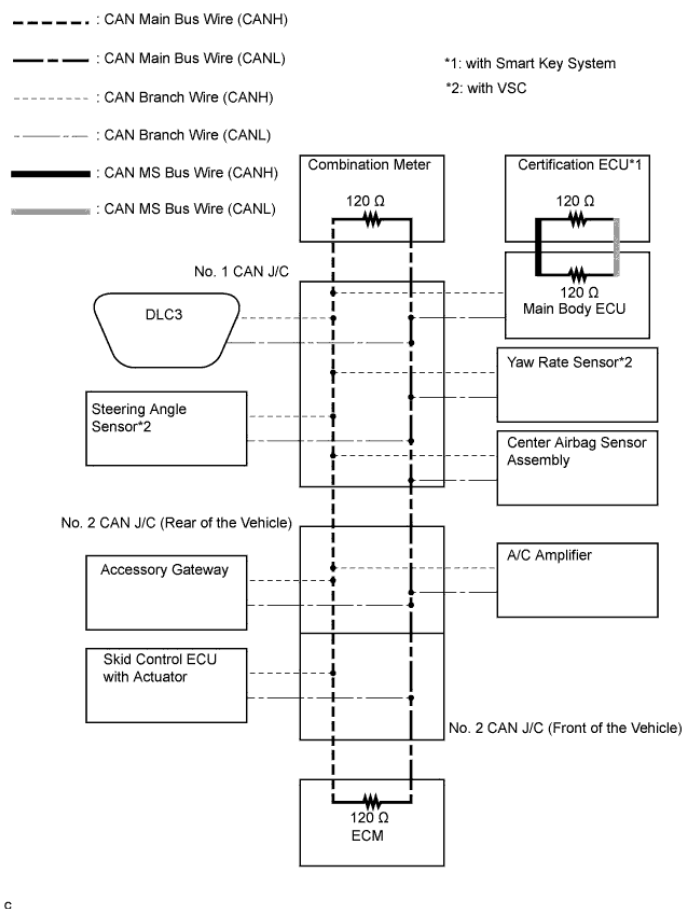 : CAN Main Bus Wire (CANH)
: CAN Main Bus Wire (CANL)
: CAN Branch Wire (CANH)
: CAN Branch Wire (CANL)
: CAN MS Bus Wire (CANH)
: CAN MS Bus Wire (CANL)
*1: with Smart Key System
*2: with VSC
Combination Meter
120 Ω
Certification ECU*1
120 Ω
120 Ω
Main Body ECU
No. 1 CAN J/C
DLC3
Yaw Rate Sensor*2
Steering Angle
Sensor*2
Center Airbag Sensor
Assembly
No. 2 CAN J/C (Rear of the Vehicle)
A/C Amplifier
Accessory Gateway
Skid Control ECU
with Actuator
No. 2 CAN J/C (Front of the Vehicle)
120 Ω
ECM
c